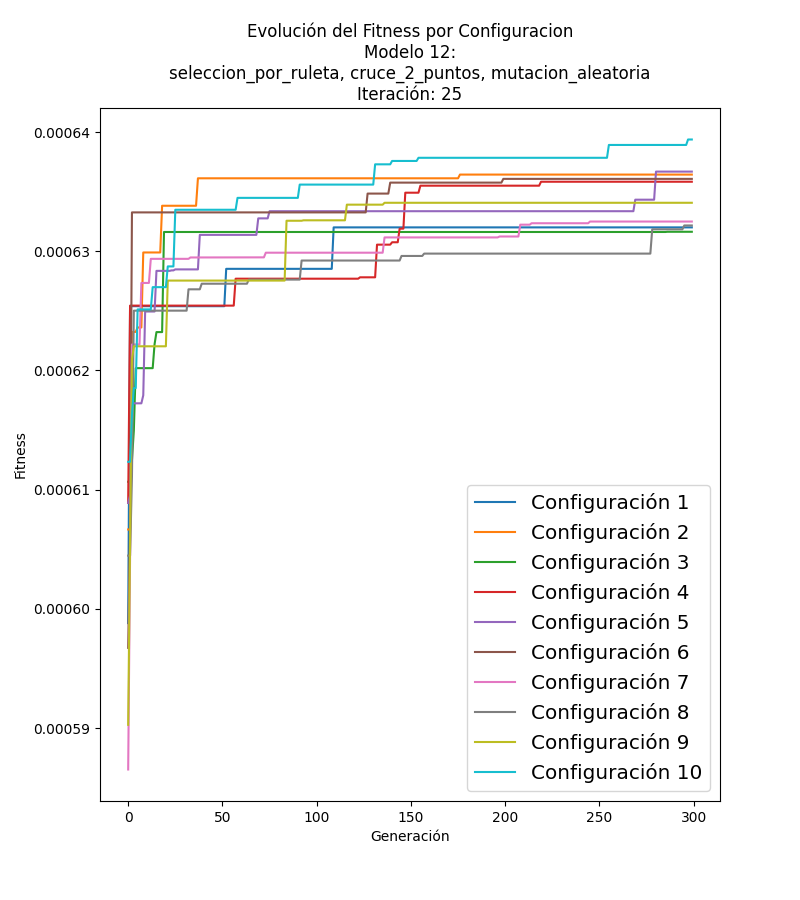 Evolución del Fitness por Configuracion
Modelo 12:
seleccion_por_ruleta, cruce_2_puntos, mutacion_aleatoria
Iteración: 25
0.00064
0.00063
0.00062
0.00061
0.00060
0.00059
Fitness
Configuración 1
Configuración 2
Configuración 3
Configuración 4
Configuración 5
Configuración 6
Configuración 7
Configuración 8
Configuración 9
Configuración 10
0 50 100 150 200 250 300
Generación